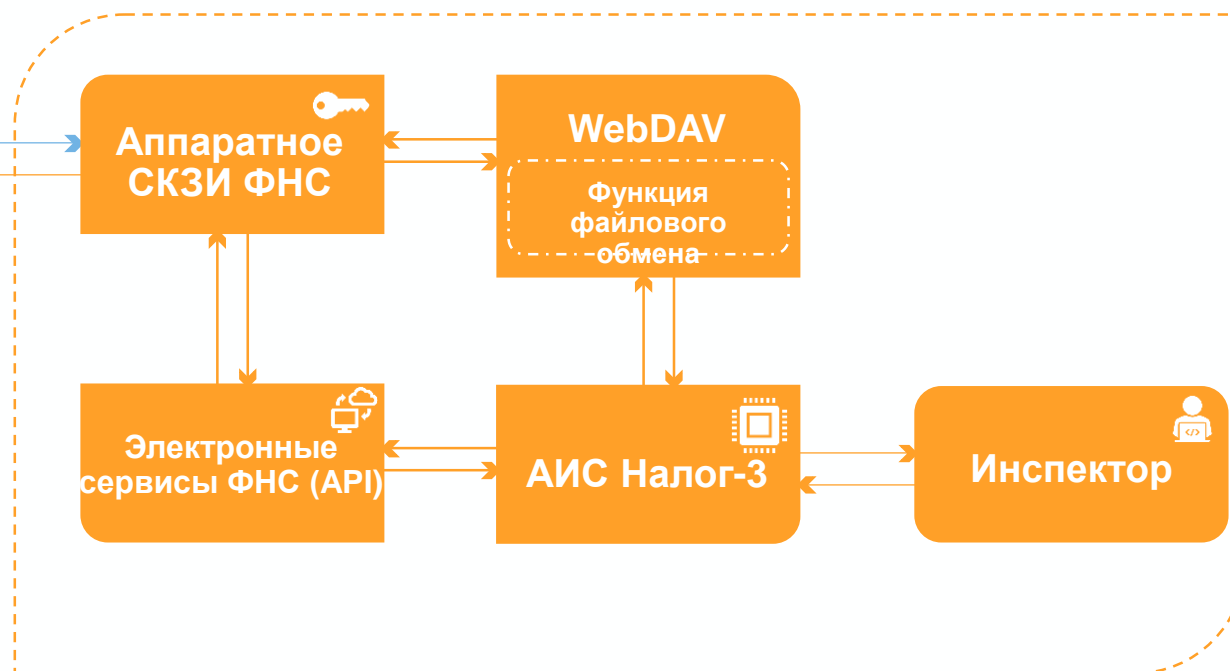 Аппаратное
СКЗИ ФНС
WebDAV
Функция
файлового
обмена
Электронные
сервисы ФНС (API)
АИС Налог-3
Инспектор